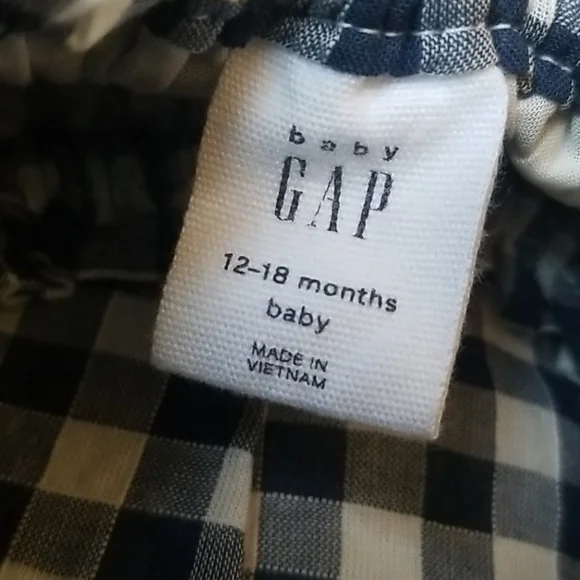 baby
GAP
12-18 months
baby
MADE IN
VIETNAM